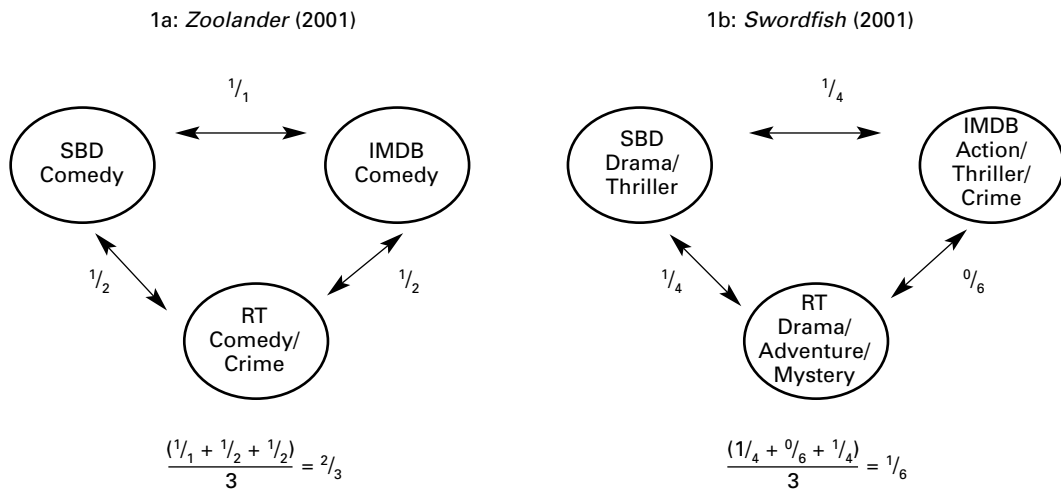 1a: Zoolander (2001)
1/1
SBD
Comedy
IMDB
Comedy
1/2
1/2
RT
Comedy/
Crime
(1/1 + 1/2 + 1/2)
3
= 2/3
1b: Swordfish (2001)
1/4
SBD
Drama/
Thriller
IMDB
Action/
Thriller/
Crime
1/4
0/6
RT
Drama/
Adventure/
Mystery
(1/4 + 0/6 + 1/4)
3
= 1/6